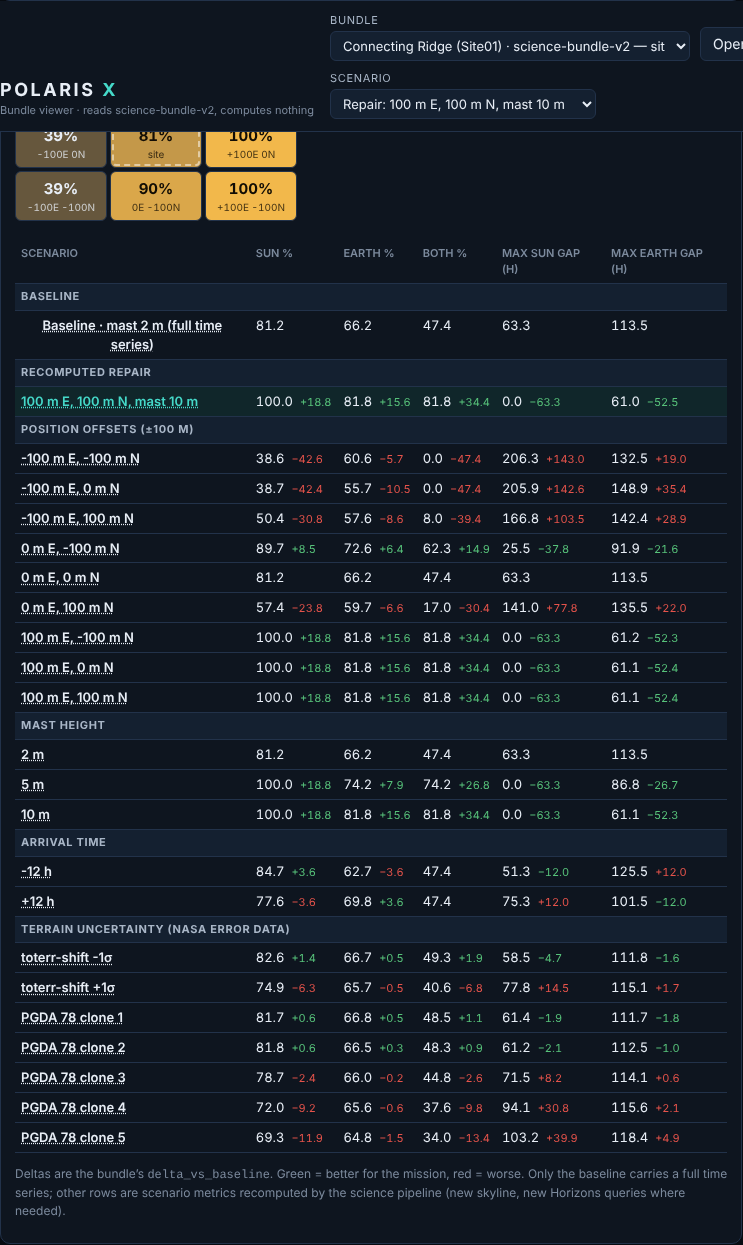 BUNDLE
Connecting Ridge (Site01) · science-bundle-v2 — sit
Open
POLARIS X
Bundle viewer · reads science-bundle-v2, computes nothing
SCENARIO
Repair: 100 m E, 100 m N, mast 10 m
39% 81% 100%
-100E 0N site +100E 0N
39% 90% 100%
-100E -100N 0E -100N +100E -100N
SCENARIO SUN % EARTH % BOTH % MAX SUN GAP (H) MAX EARTH GAP (H)
BASELINE
Baseline · mast 2 m (full time series) 81.2 66.2 47.4 63.3 113.5
RECOMPUTED REPAIR
100 m E, 100 m N, mast 10 m 100.0 +18.8 81.8 +15.6 81.8 +34.4 0.0 −63.3 61.0 −52.5
POSITION OFFSETS (±100 M)
-100 m E, -100 m N 38.6 −42.6 60.6 −5.7 0.0 −47.4 206.3 +143.0 132.5 +19.0
-100 m E, 0 m N 38.7 −42.4 55.7 −10.5 0.0 −47.4 205.9 +142.6 148.9 +35.4
-100 m E, 100 m N 50.4 −30.8 57.6 −8.6 8.0 −39.4 166.8 +103.5 142.4 +28.9
0 m E, -100 m N 89.7 +8.5 72.6 +6.4 62.3 +14.9 25.5 −37.8 91.9 −21.6
0 m E, 0 m N 81.2 66.2 47.4 63.3 113.5
0 m E, 100 m N 57.4 −23.8 59.7 −6.6 17.0 −30.4 141.0 +77.8 135.5 +22.0
100 m E, -100 m N 100.0 +18.8 81.8 +15.6 81.8 +34.4 0.0 −63.3 61.2 −52.3
100 m E, 0 m N 100.0 +18.8 81.8 +15.6 81.8 +34.4 0.0 −63.3 61.1 −52.4
100 m E, 100 m N 100.0 +18.8 81.8 +15.6 81.8 +34.4 0.0 −63.3 61.1 −52.4
MAST HEIGHT
2 m 81.2 66.2 47.4 63.3 113.5
5 m 100.0 +18.8 74.2 +7.9 74.2 +26.8 0.0 −63.3 86.8 −26.7
10 m 100.0 +18.8 81.8 +15.6 81.8 +34.4 0.0 −63.3 61.1 −52.3
ARRIVAL TIME
-12 h 84.7 +3.6 62.7 −3.6 47.4 51.3 −12.0 125.5 +12.0
+12 h 77.6 −3.6 69.8 +3.6 47.4 75.3 +12.0 101.5 −12.0
TERRAIN UNCERTAINTY (NASA ERROR DATA)
toterr-shift -1σ 82.6 +1.4 66.7 +0.5 49.3 +1.9 58.5 −4.7 111.8 −1.6
toterr-shift +1σ 74.9 −6.3 65.7 −0.5 40.6 −6.8 77.8 +14.5 115.1 +1.7
PGDA 78 clone 1 81.7 +0.6 66.8 +0.5 48.5 +1.1 61.4 −1.9 111.7 −1.8
PGDA 78 clone 2 81.8 +0.6 66.5 +0.3 48.3 +0.9 61.2 −2.1 112.5 −1.0
PGDA 78 clone 3 78.7 −2.4 66.0 −0.2 44.8 −2.6 71.5 +8.2 114.1 +0.6
PGDA 78 clone 4 72.0 −9.2 65.6 −0.6 37.6 −9.8 94.1 +30.8 115.6 +2.1
PGDA 78 clone 5 69.3 −11.9 64.8 −1.5 34.0 −13.4 103.2 +39.9 118.4 +4.9
Deltas are the bundle's delta_vs_baseline. Green = better for the mission, red = worse. Only the baseline carries a full time
series; other rows are scenario metrics recomputed by the science pipeline (new skyline, new Horizons queries where
needed).